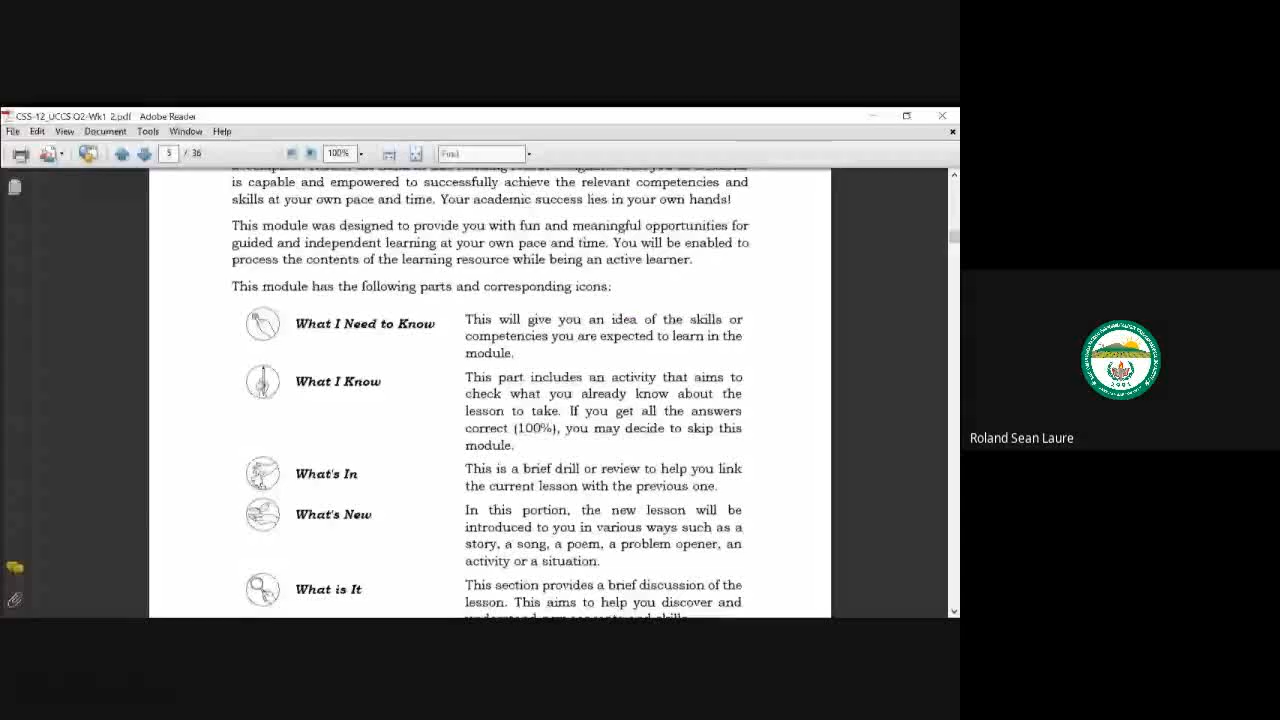 CSS-12_UCCS Q2-Wk1 2.pdf - Adobe Reader
File Edit View Document Tools Window Help
5 / 36 100% Find
is capable and empowered to successfully achieve the relevant competencies and
skills at your own pace and time. Your academic success lies in your own hands!
This module was designed to provide you with fun and meaningful opportunities for
guided and independent learning at your own pace and time. You will be enabled to
process the contents of the learning resource while being an active learner.
This module has the following parts and corresponding icons:
What I Need to Know
This will give you an idea of the skills or
competencies you are expected to learn in the
module.
What I Know
This part includes an activity that aims to
check what you already know about the
lesson to take. If you get all the answers
correct (100%), you may decide to skip this
module.
What's In
This is a brief drill or review to help you link
the current lesson with the previous one.
What's New
In this portion, the new lesson will be
introduced to you in various ways such as a
story, a song, a poem, a problem opener, an
activity or a situation.
What is It
This section provides a brief discussion of the
lesson. This aims to help you discover and
Roland Sean Laure